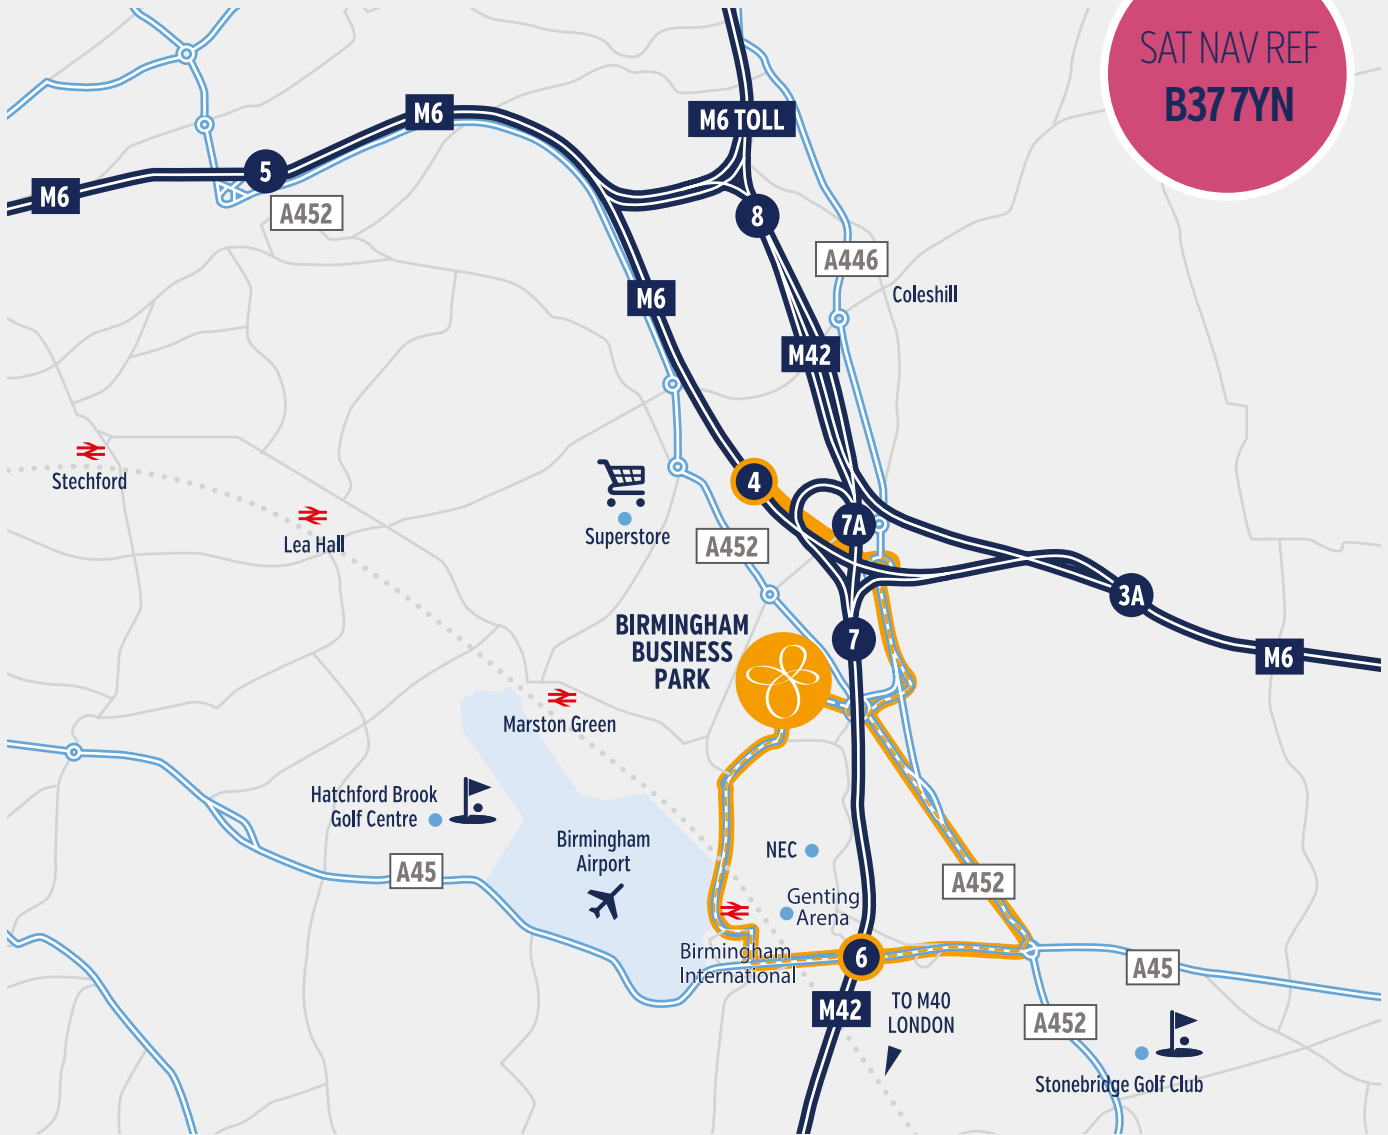 SAT NAV REF
B37 7YN
M6
M6 TOLL
5
M6
A452
8
A446
Coleshill
M6
M42
Stechford
4
Lea Hall
Superstore
A452
7A
3A
BIRMINGHAM
BUSINESS
PARK
7
M6
Marston Green
Hatchford Brook
Golf Centre
Birmingham
Airport
NEC
A45
A452
Genting
Arena
Birmingham
International
6
A45
M42
TO M40
LONDON
A452
Stonebridge Golf Club